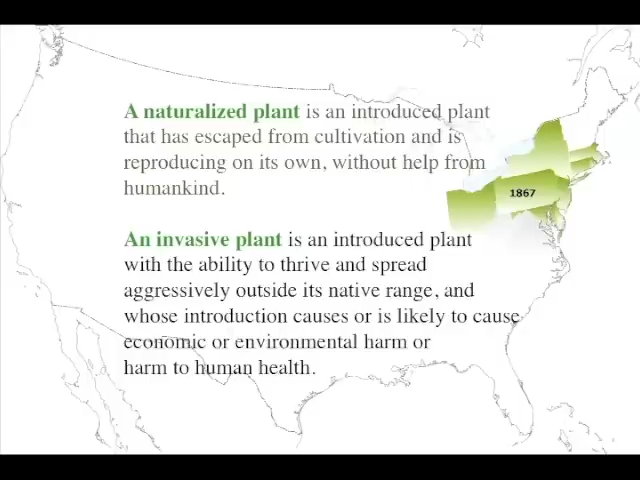 A naturalized plant is an introduced plant
that has escaped from cultivation and is
reproducing on its own, without help from
humankind.
1867
An invasive plant is an introduced plant
with the ability to thrive and spread
aggressively outside its native range, and
whose introduction causes or is likely to cause
economic or environmental harm or
harm to human health.